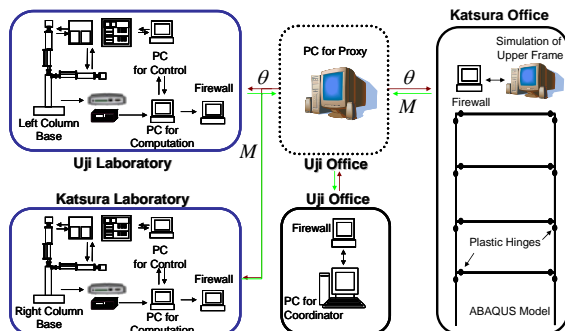 PC
for Control
Firewall
Left Column
Base
PC for
Computation
Uji Laboratory
θ
M
PC for Proxy
Uji Office
θ
M
Katsura Office
Simulation of
Upper Frame
Firewall
Plastic Hinges
ABAQUS Model
Katsura Laboratory
PC
for Control
Firewall
Right Column
Base
PC for
Computation
Uji Office
Firewall
PC for
Coordinator